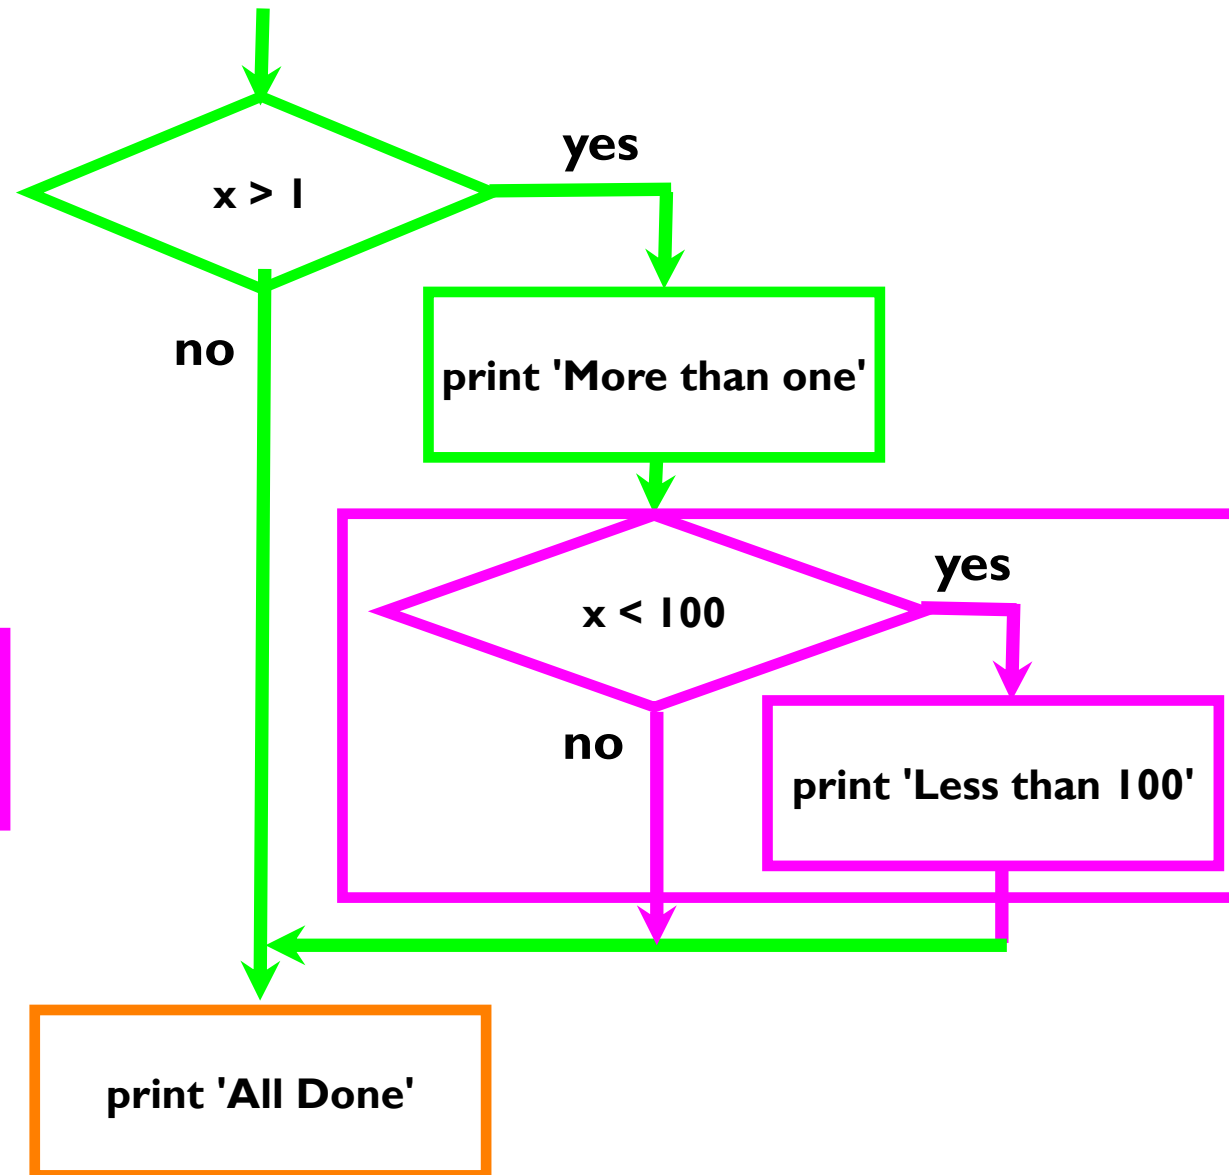 yes
x > 1
no
print 'More than one'
yes
x < 100
no
print 'Less than 100'
print 'All Done'